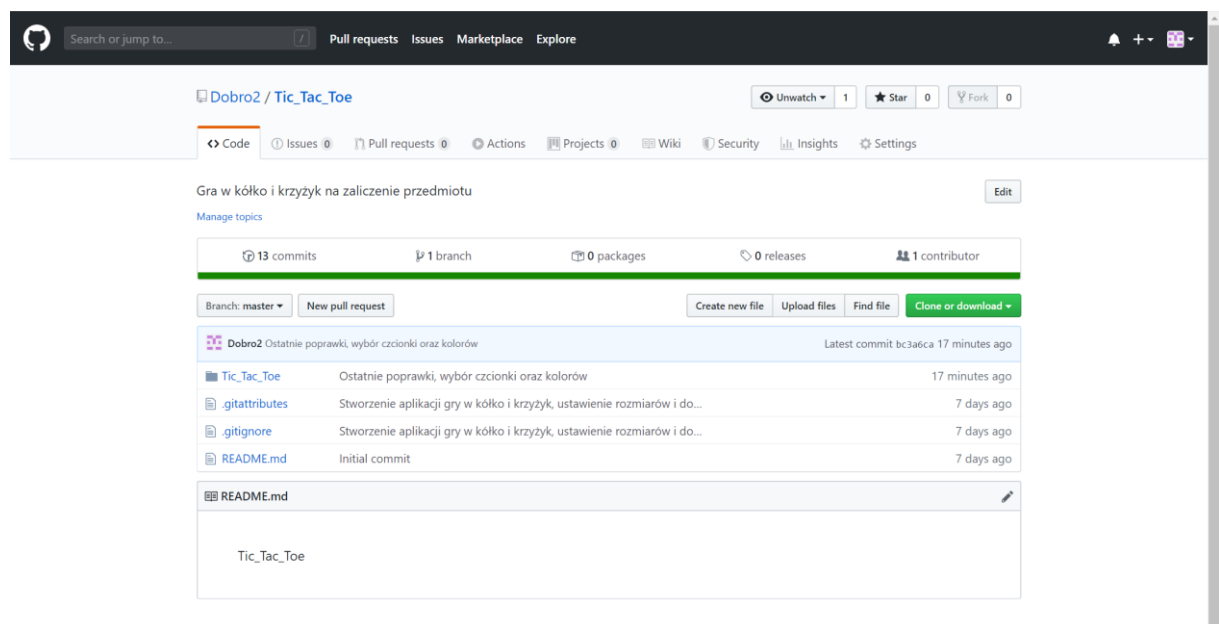 Search or jump to... / Pull requests Issues Marketplace Explore
Dobro2 / Tic_Tac_Toe Unwatch 1 Star 0 Fork 0
Code Issues 0 Pull requests 0 Actions Projects 0 Wiki Security Insights Settings
Gra w kółko i krzyżyk na zaliczenie przedmiotu Edit
Manage topics
13 commits 1 branch 0 packages 0 releases 1 contributor
Branch: master New pull request Create new file Upload files Find file Clone or download
Dobro2 Ostatnie poprawki, wybór czcionki oraz kolorów Latest commit bc3a6ca 17 minutes ago
Tic_Tac_Toe Ostatnie poprawki, wybór czcionki oraz kolorów 17 minutes ago
.gitattributes Stworzenie aplikacji gry w kółko i krzyżyk, ustawienie rozmiarów i do... 7 days ago
.gitignore Stworzenie aplikacji gry w kółko i krzyżyk, ustawienie rozmiarów i do... 7 days ago
README.md Initial commit 7 days ago
README.md
Tic_Tac_Toe